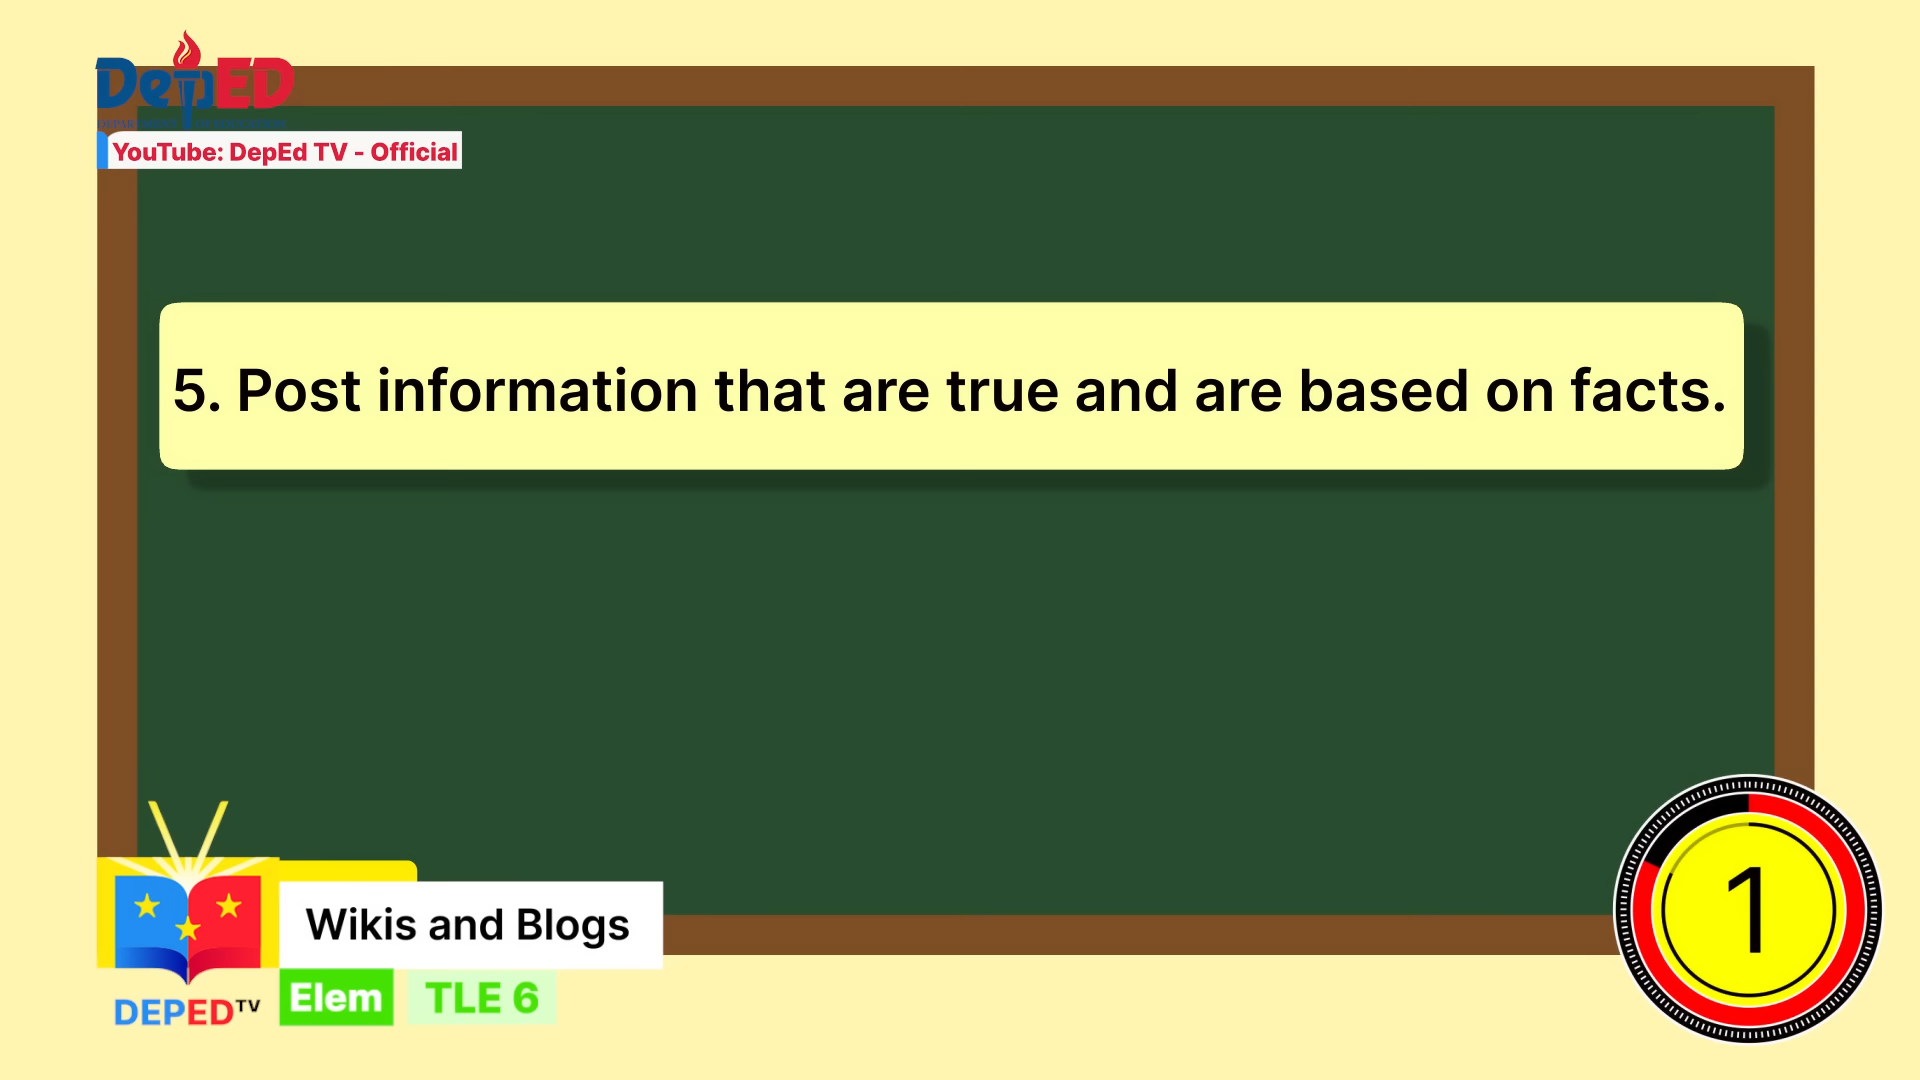 DepED
YouTube: DepEd TV - Official
5. Post information that are true and are based on facts.
1
Wikis and Blogs
Elem
TLE 6
DEPED TV